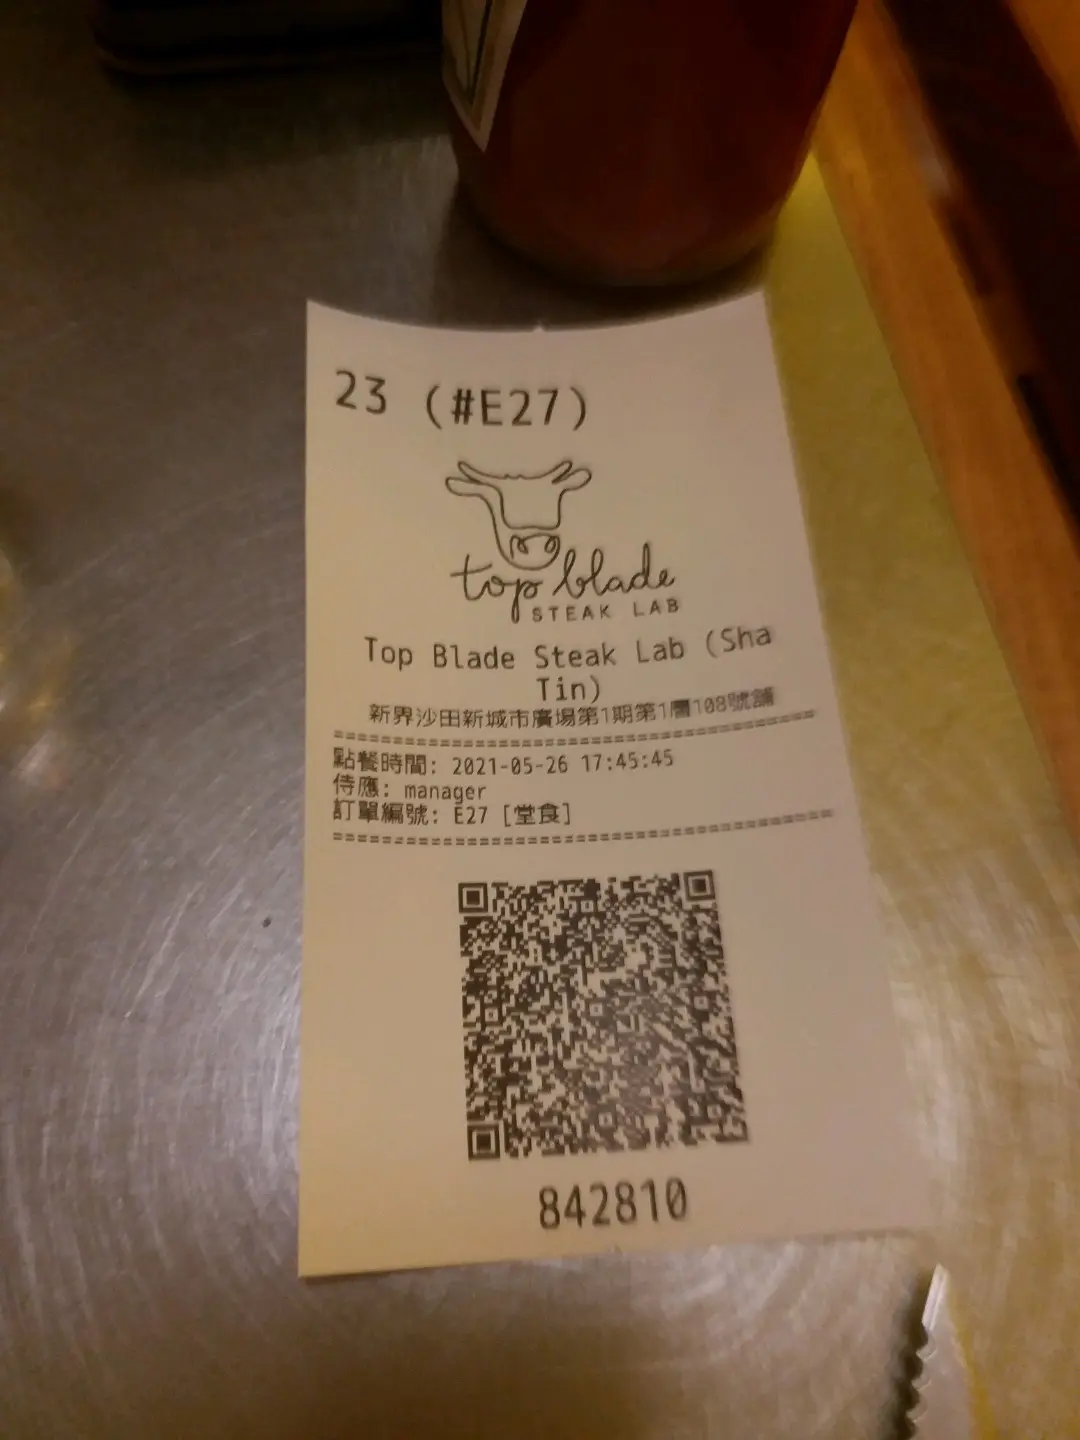 23 (#E27)
top blade
STEAK LAB
Top Blade Steak Lab (Sha
Tin)
新界沙田新城市廣場第1期第1層108號舖
點餐時間: 2021-05-26 17:45:45
侍應: manager
訂單編號: E27 [堂食]
842810